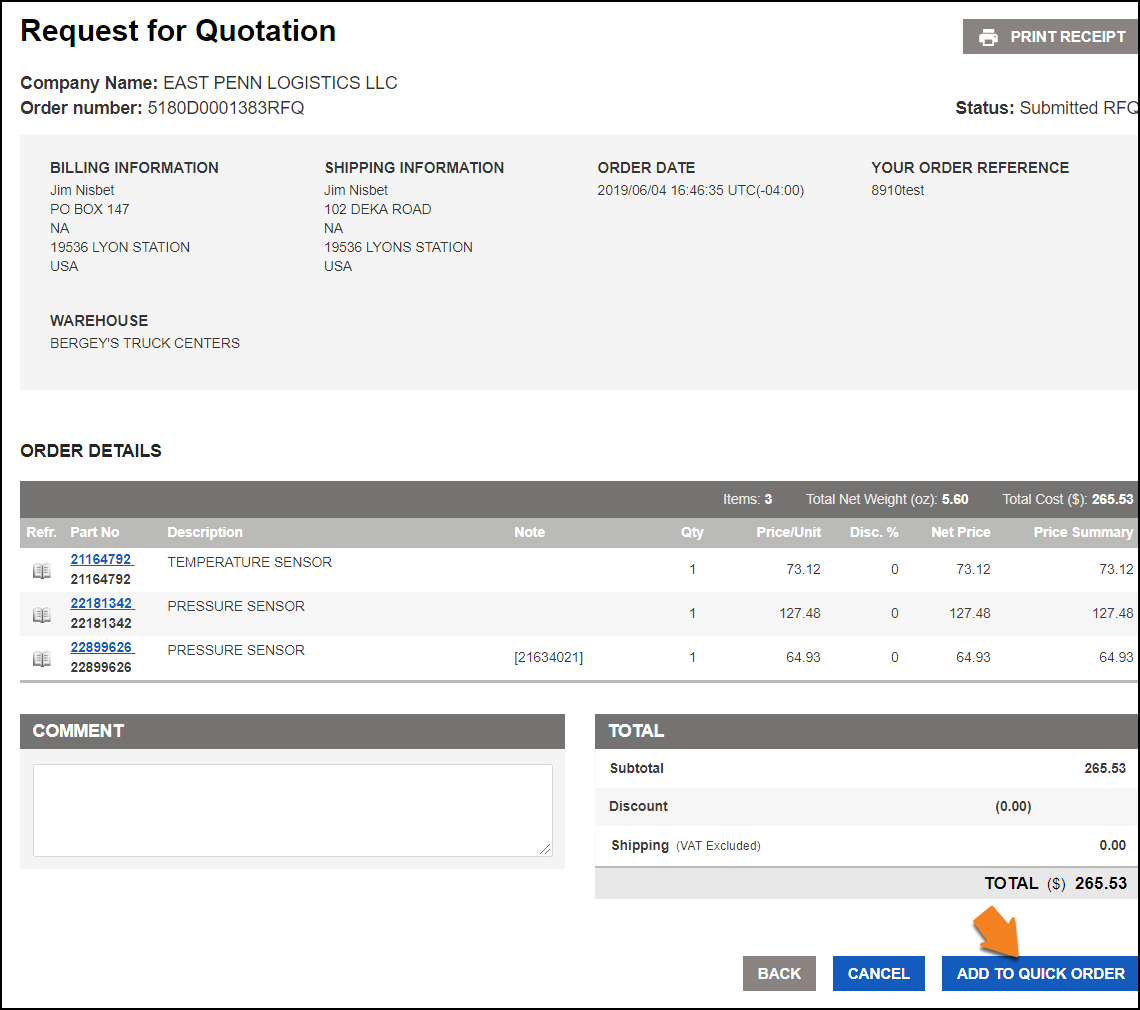 Request for Quotation
PRINT RECEIPT
Company Name: EAST PENN LOGISTICS LLC
Order number: 5180D0001383RFQ
Status: Submitted RFQ
BILLING INFORMATION
Jim Nisbet
PO BOX 147
NA
19536 LYON STATION
USA
SHIPPING INFORMATION
Jim Nisbet
102 DEKA ROAD
NA
19536 LYONS STATION
USA
ORDER DATE
2019/06/04 16:46:35 UTC(-04:00)
YOUR ORDER REFERENCE
8910test
WAREHOUSE
BERGEY'S TRUCK CENTERS
ORDER DETAILS
Items: 3 Total Net Weight (oz): 5.60 Total Cost ($): 265.53
Refr. Part No Description Note Qty Price/Unit Disc. % Net Price Price Summary
21164792 TEMPERATURE SENSOR 1 73.12 0 73.12 73.12
21164792
22181342 PRESSURE SENSOR 1 127.48 0 127.48 127.48
22181342
22899626 PRESSURE SENSOR [21634021] 1 64.93 0 64.93 64.93
22899626
COMMENT
TOTAL
Subtotal 265.53
Discount (0.00)
Shipping (VAT Excluded) 0.00
TOTAL ($) 265.53
BACK
CANCEL
ADD TO QUICK ORDER